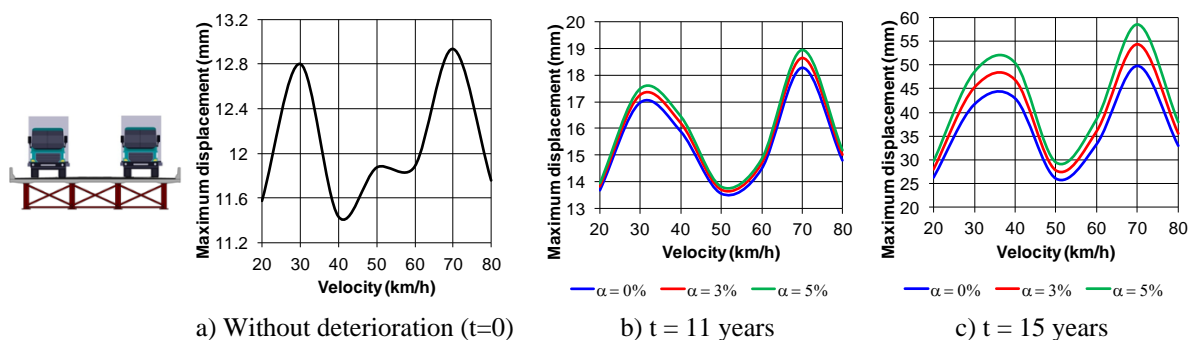 Maximum displacement (mm)
13.2
12.8
12.4
12
11.6
11.2
20 30 40 50 60 70 80
Velocity (km/h)
a) Without deterioration (t=0)
Maximum displacement (mm)
20
19
18
17
16
15
14
13
20 30 40 50 60 70 80
Velocity (km/h)
α = 0% α = 3% α = 5%
b) t = 11 years
Maximum displacement (mm)
60
55
50
45
40
35
30
25
20
20 30 40 50 60 70 80
Velocity (km/h)
α = 0% α = 3% α = 5%
c) t = 15 years